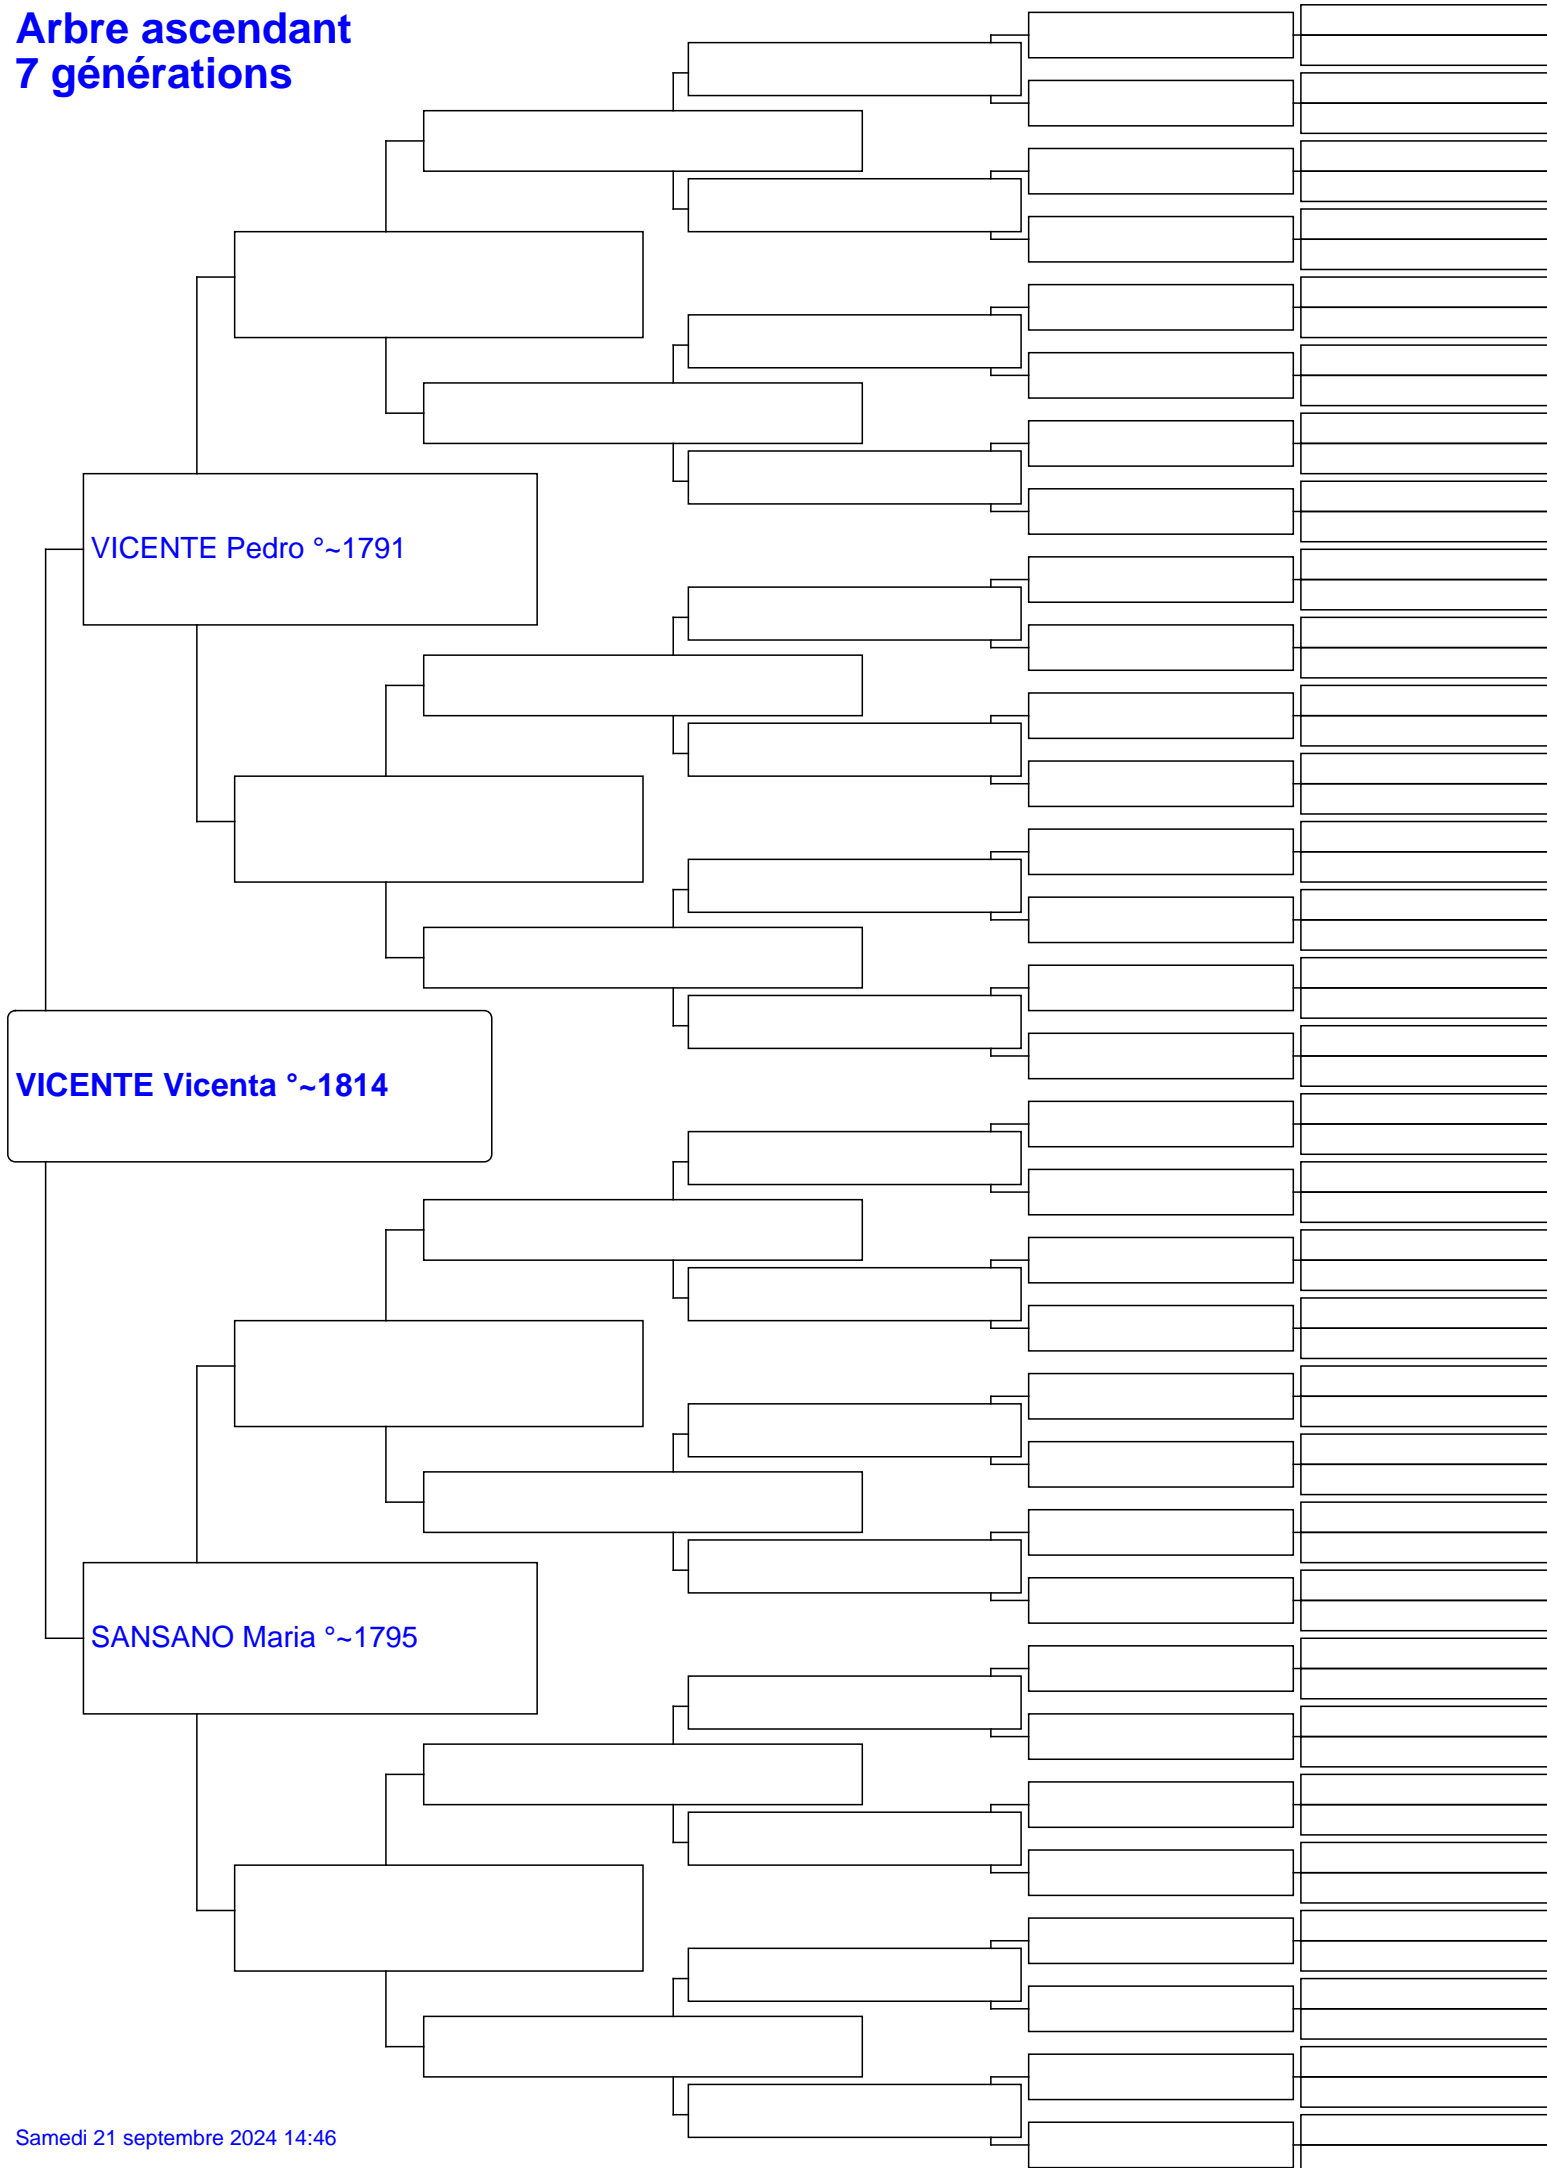 Arbre ascendant
7 générations
VICENTE Pedro °~1791
VICENTE Vicenta °~1814
SANSANO Maria °~1795
Samedi 21 septembre 2024 14:46